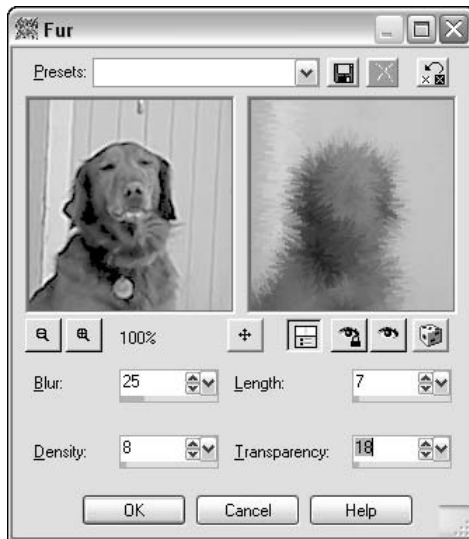 Fur
Presets:
100%
Blur: 25 Length: 7
Density: 8 Transparency: 18
OK Cancel Help